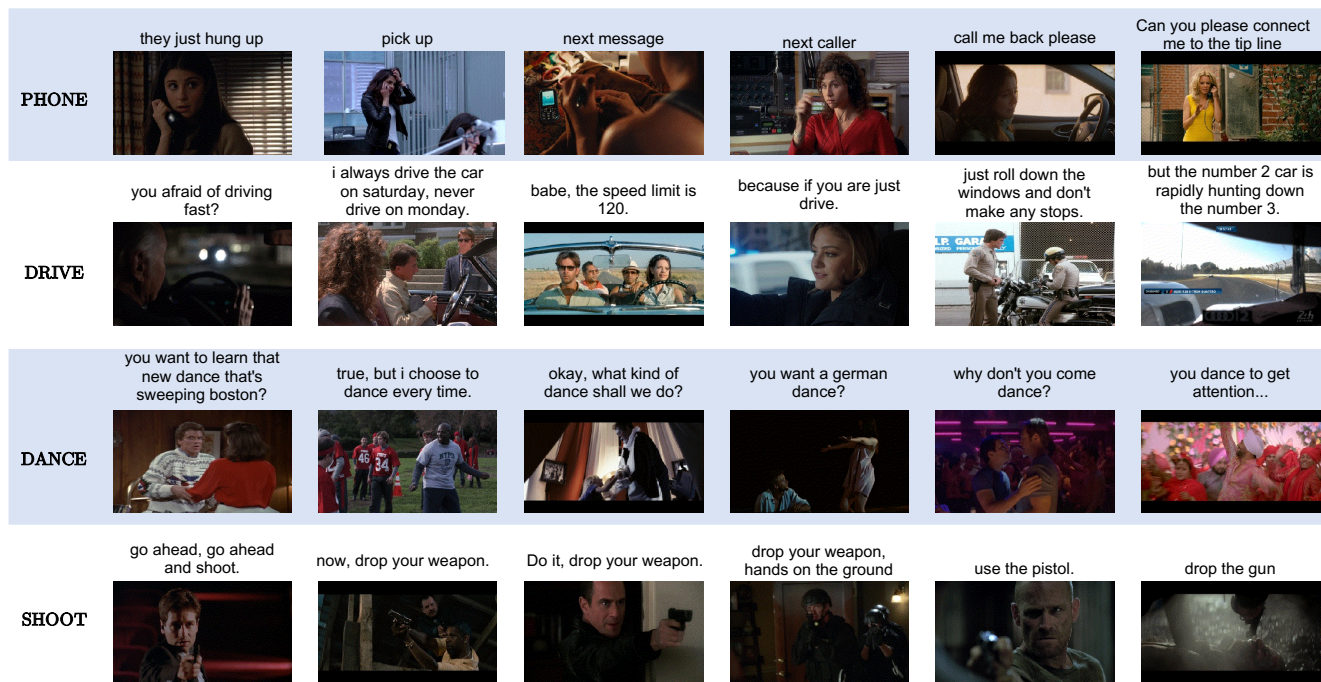 they just hung up
pick up
next message
next caller
call me back please
Can you please connect
me to the tip line
PHONE
you afraid of driving
fast?
i always drive the car
on saturday, never
drive on monday.
babe, the speed limit is
120.
because if you are just
drive.
just roll down the
windows and don't
make any stops.
but the number 2 car is
rapidly hunting down
the number 3.
DRIVE
you want to learn that
new dance that's
sweeping boston?
true, but i choose to
dance every time.
46
34
okay, what kind of
dance shall we do?
you want a german
dance?
why don't you come
dance?
you dance to get
attention...
DANCE
go ahead, go ahead
and shoot.
now, drop your weapon.
Do it, drop your weapon.
drop your weapon,
hands on the ground
use the pistol.
drop the gun
SHOOT